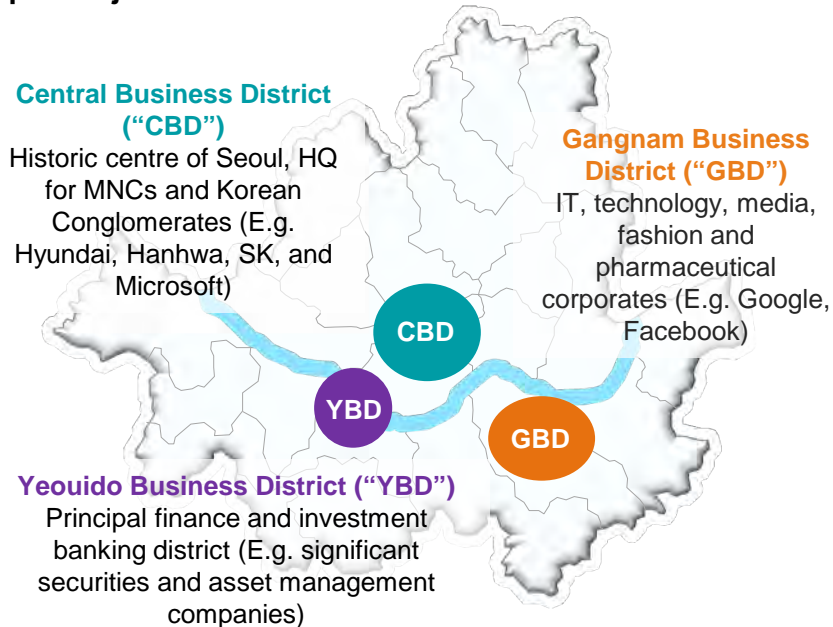 Central Business District
(“CBD”)
Historic centre of Seoul, HQ
for MNCs and Korean
Conglomerates (E.g.
Hyundai, Hanhwa, SK, and
Microsoft)
Gangnam Business
District (“GBD”)
IT, technology, media,
fashion and
pharmaceutical
corporates (E.g. Google,
Facebook)
CBD
YBD
GBD
Yeouido Business District (“YBD”)
Principal finance and investment
banking district (E.g. significant
securities and asset management
companies)